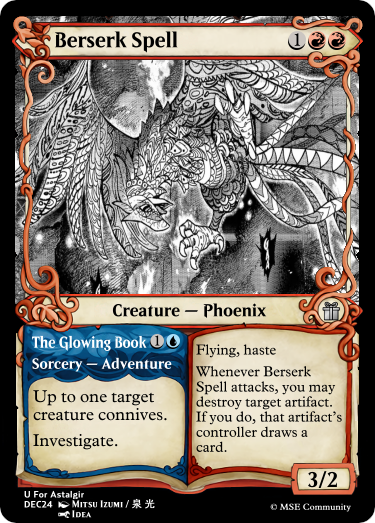 Berserk Spell 1
Creature — Phoenix
The Glowing Book 1
Sorcery — Adventure
Up to one target
creature connives.
Investigate.
Flying, haste
Whenever Berserk
Spell attacks, you may
destroy target artifact.
If you do, that artifact's
controller draws a
card.
3/2
U For Astalgir
DEC24 Mitsu Izumi / 泉 光
Idea
© MSE Community